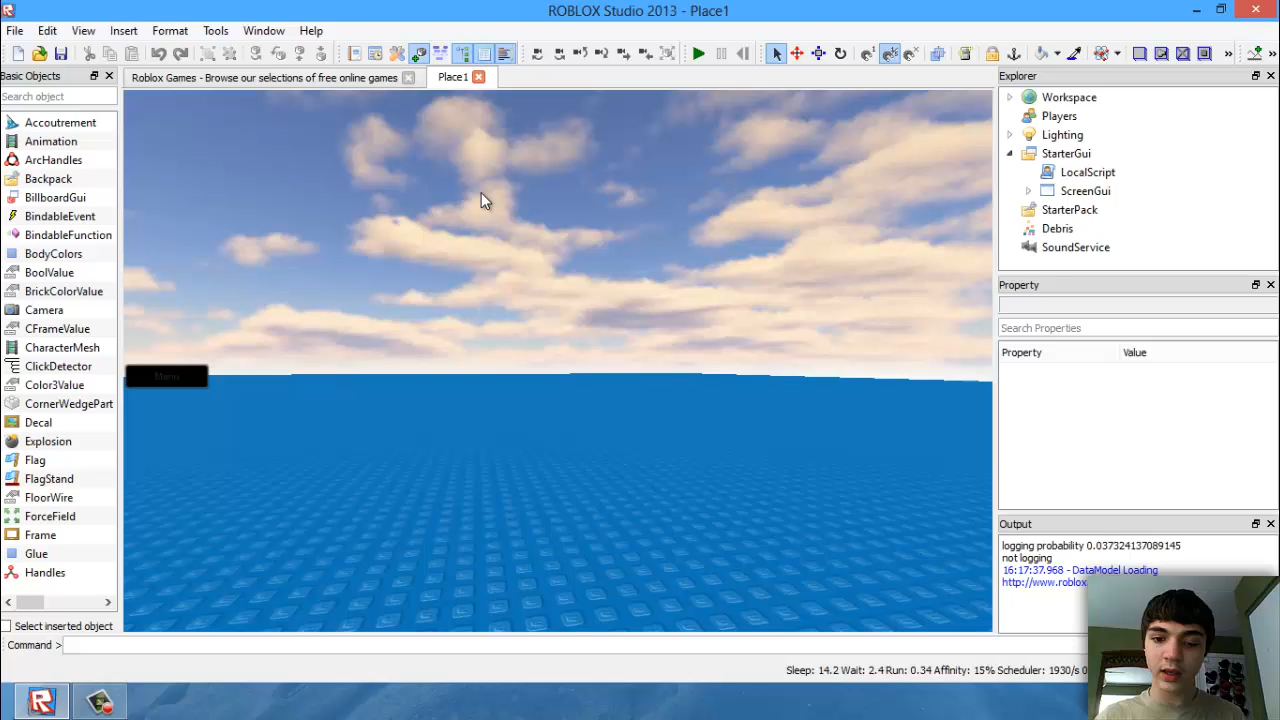 ROBLOX Studio 2013 - Place1
File Edit View Insert Format Tools Window Help
Basic Objects
Roblox Games - Browse our selections of free online games
Place1
Search object
Accoutrement
Animation
ArcHandles
Backpack
BillboardGui
BindableEvent
BindableFunction
BodyColors
BoolValue
BrickColorValue
Camera
CFrameValue
CharacterMesh
ClickDetector
Color3Value
CornerWedgePart
Decal
Explosion
Flag
FlagStand
FloorWire
ForceField
Frame
Glue
Handles
Select inserted object
Menu
Explorer
Workspace
Players
Lighting
StarterGui
LocalScript
ScreenGui
StarterPack
Debris
SoundService
Property
Search Properties
Property Value
Output
logging probability 0.037324137089145
not logging
16:17:37.968 - DataModel Loading
http://www.roblox
Command >
Sleep: 14.2 Wait: 2.4 Run: 0.34 Affinity: 15% Scheduler: 1930/s 0